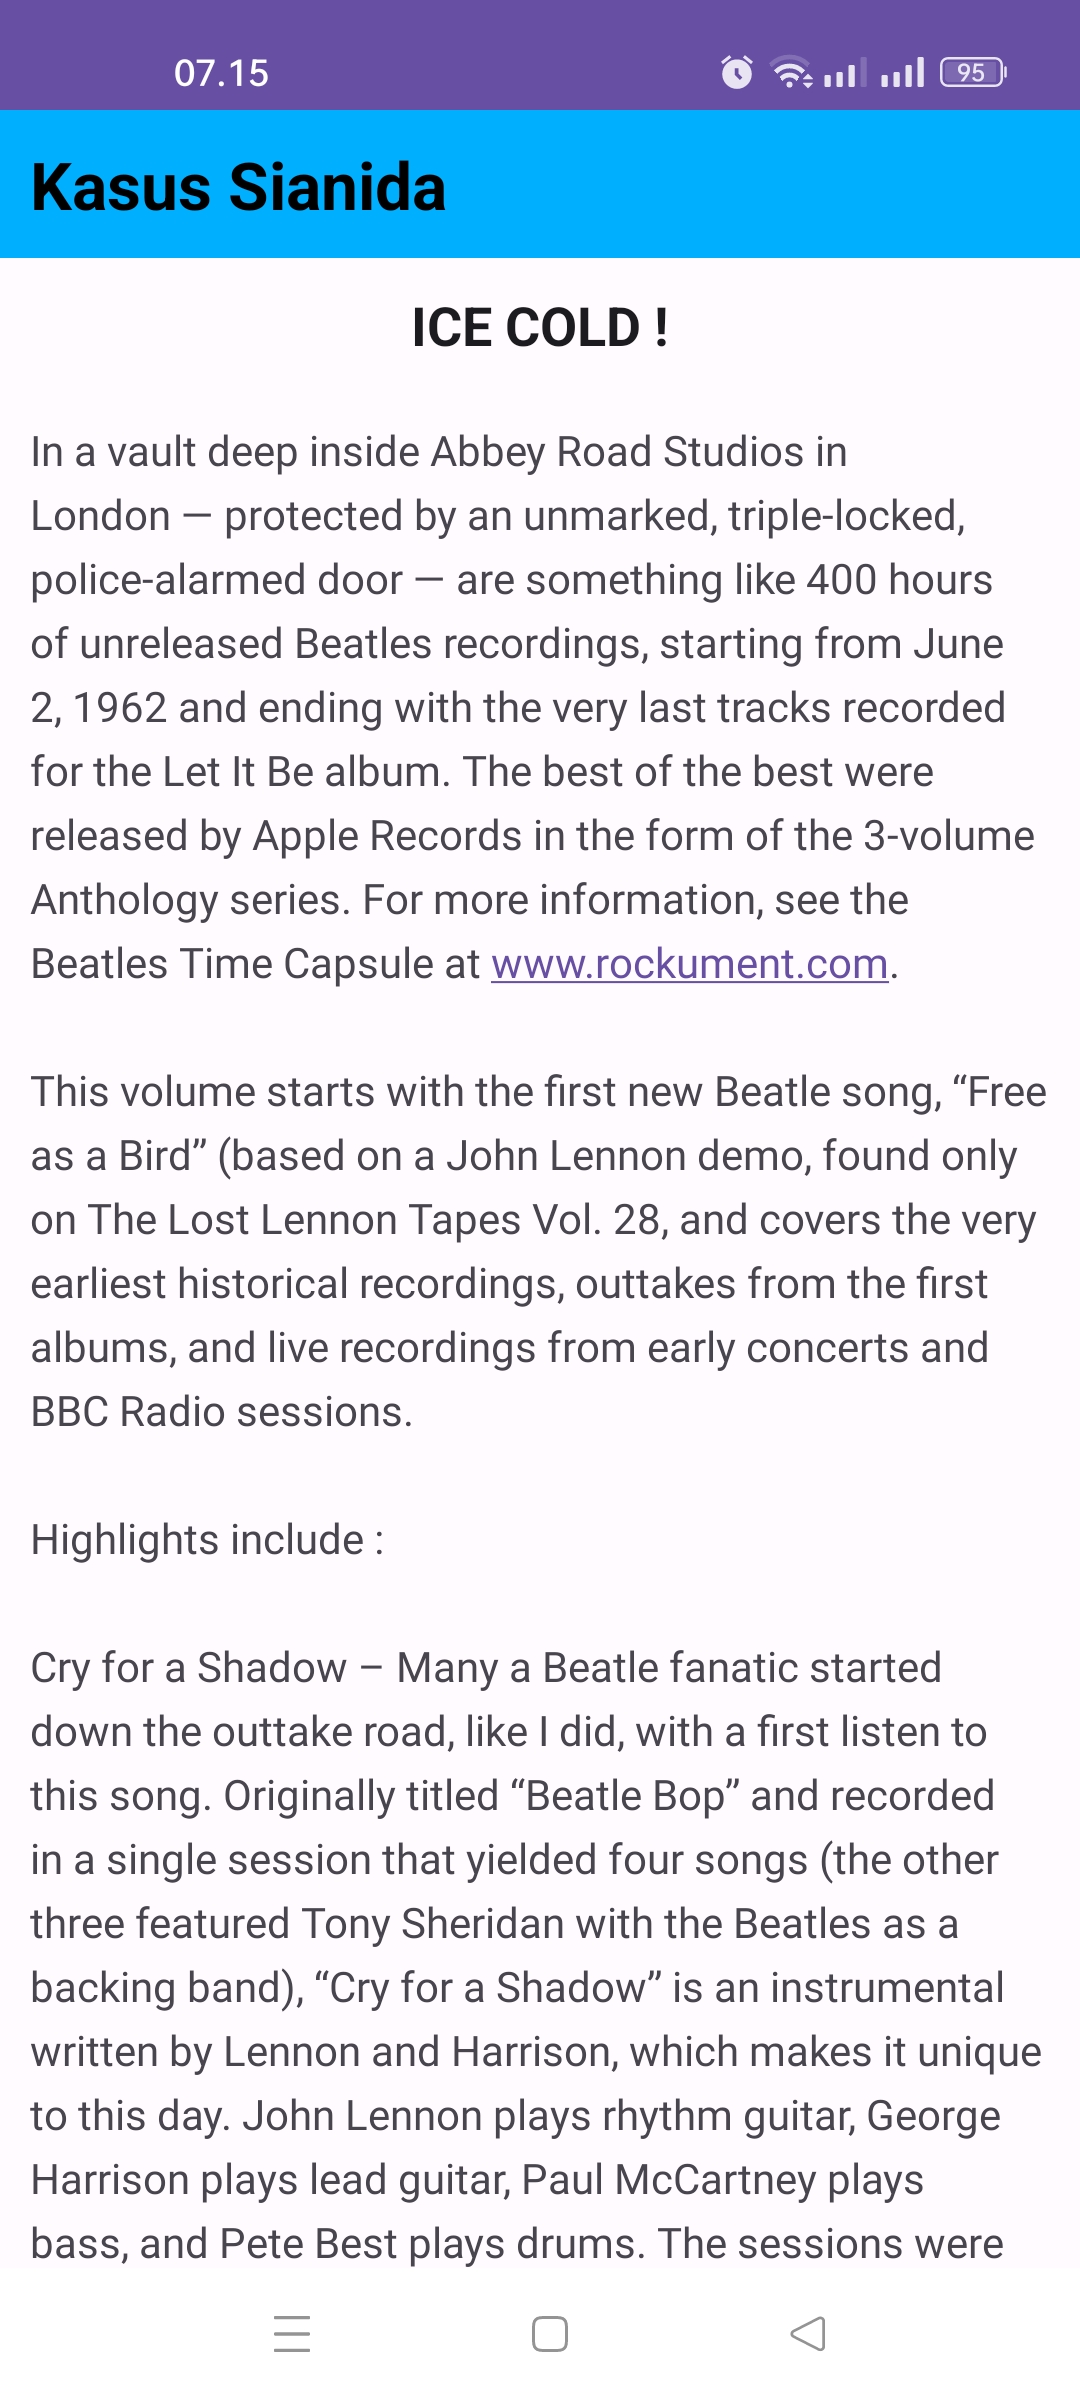 07.15
95
Kasus Sianida
ICE COLD !
In a vault deep inside Abbey Road Studios in
London — protected by an unmarked, triple-locked,
police-alarmed door — are something like 400 hours
of unreleased Beatles recordings, starting from June
2, 1962 and ending with the very last tracks recorded
for the Let It Be album. The best of the best were
released by Apple Records in the form of the 3-volume
Anthology series. For more information, see the
Beatles Time Capsule at www.rockument.com.
This volume starts with the first new Beatle song, “Free
as a Bird” (based on a John Lennon demo, found only
on The Lost Lennon Tapes Vol. 28, and covers the very
earliest historical recordings, outtakes from the first
albums, and live recordings from early concerts and
BBC Radio sessions.
Highlights include :
Cry for a Shadow – Many a Beatle fanatic started
down the outtake road, like I did, with a first listen to
this song. Originally titled “Beatle Bop” and recorded
in a single session that yielded four songs (the other
three featured Tony Sheridan with the Beatles as a
backing band), “Cry for a Shadow” is an instrumental
written by Lennon and Harrison, which makes it unique
to this day. John Lennon plays rhythm guitar, George
Harrison plays lead guitar, Paul McCartney plays
bass, and Pete Best plays drums. The sessions were